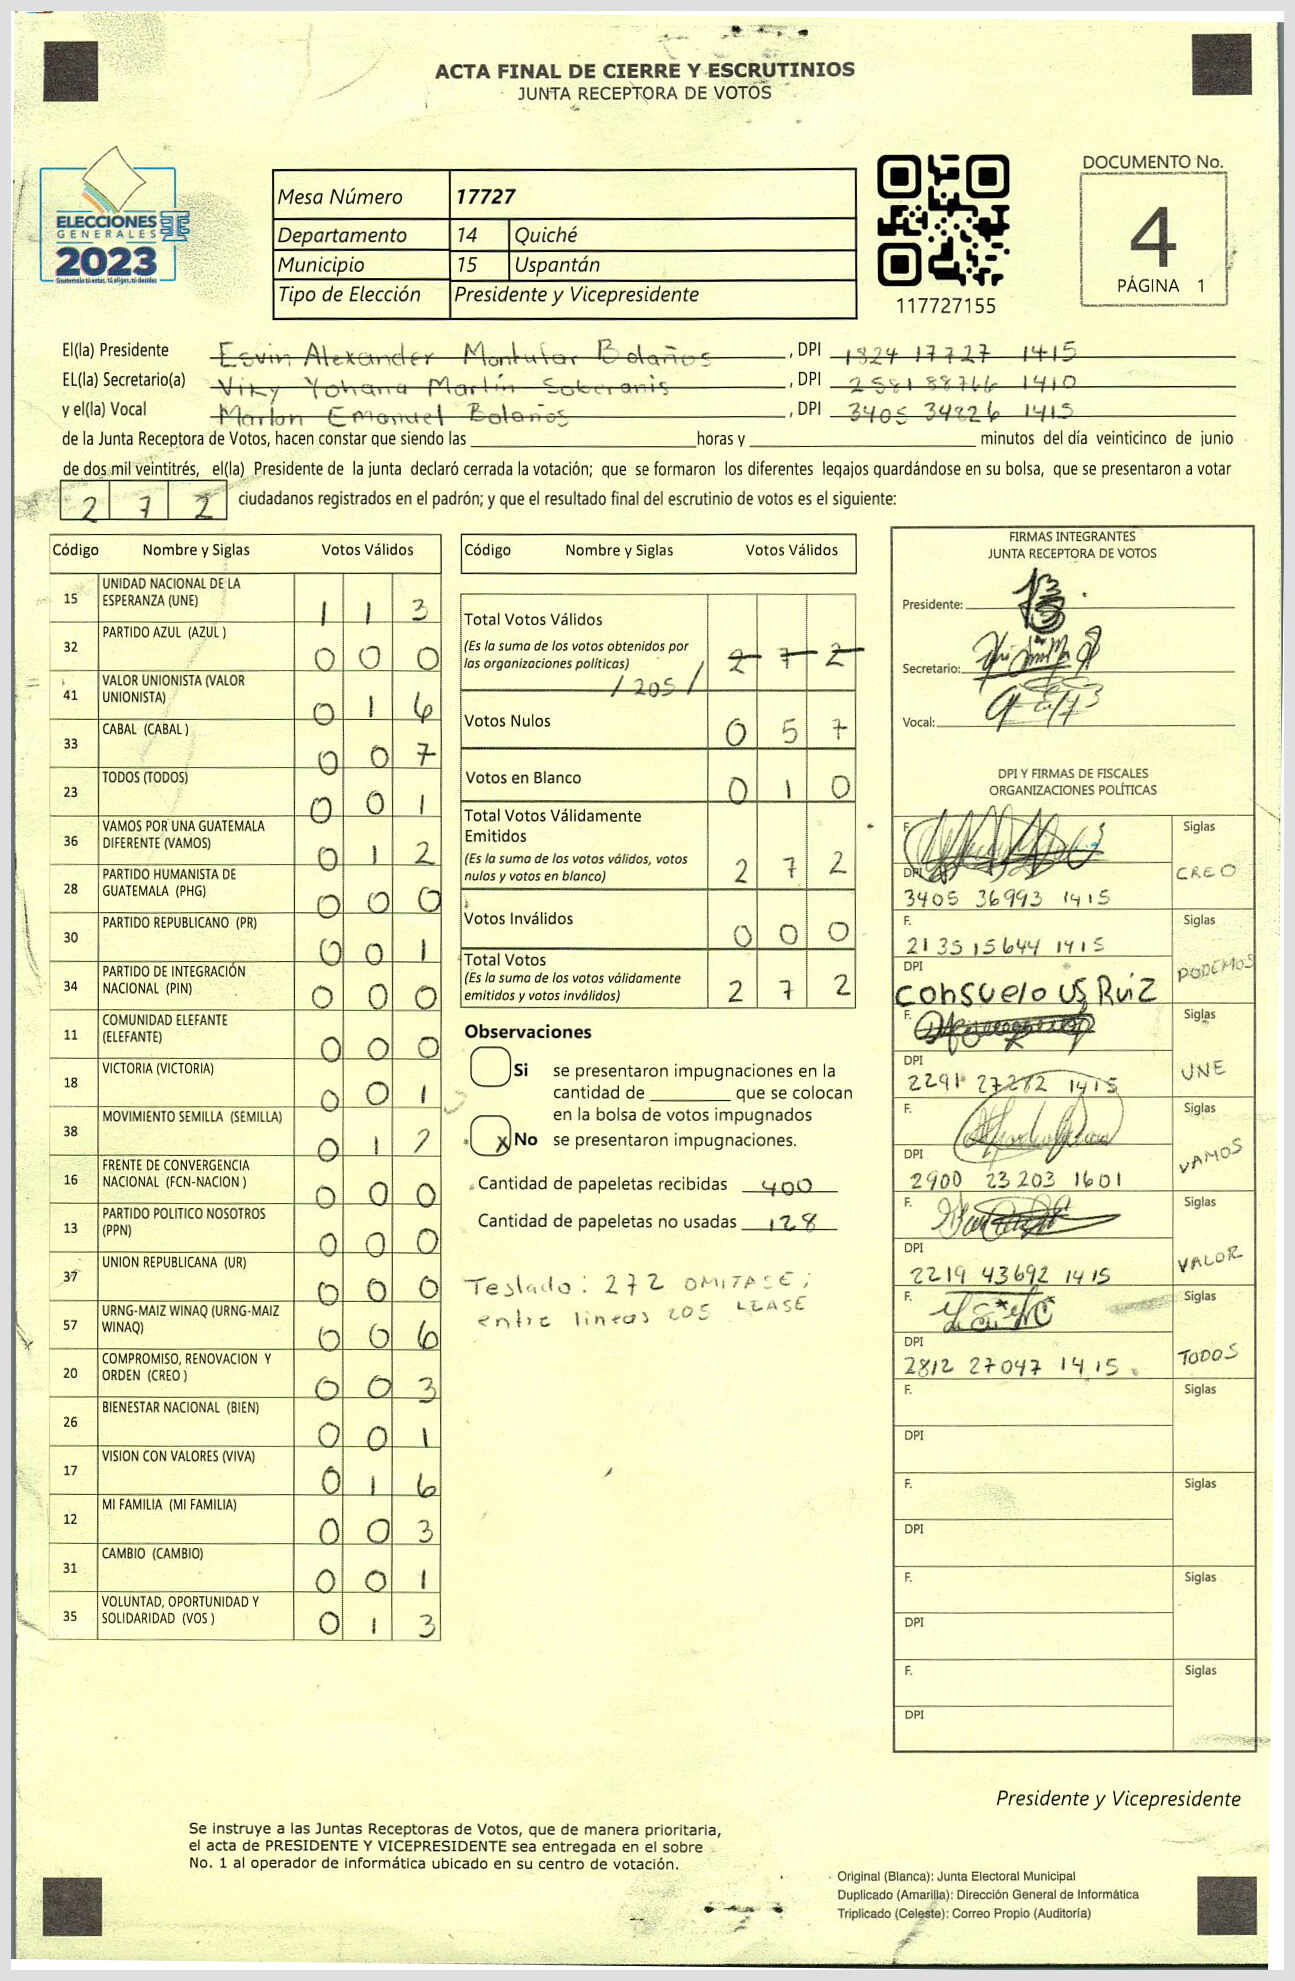 ACTA FINAL DE CIERRE Y ESCRUTINIOS
JUNTA RECEPTORA DE VOTOS
ELECCIONES
GENERALES
2023
Mesa Número 17727
Departamento 14 Quiché
Municipio 15 Uspantán
Tipo de Elección Presidente y Vicepresidente
117727155
DOCUMENTO No.
4
PÁGINA 1
El(la) Presidente Esvin Alexander Montufar Bolaños, DPI 1824 17727 1415
EL(la) Secretario(a) Viky Yohana Martín Soberanis, DPI 2581 88766 1410
y el(la) Vocal Marlon Emanuel Bolaños, DPI 3405 34826 1415
de la Junta Receptora de Votos, hacen constar que siendo las horas y minutos del día veinticinco de junio
de dos mil veintitrés, el(la) Presidente de la junta declaró cerrada la votación; que se formaron los diferentes legajos guardándose en su bolsa, que se presentaron a votar
272 ciudadanos registrados en el padrón; y que el resultado final del escrutinio de votos es el siguiente:
Código Nombre y Siglas Votos Válidos
15 UNIDAD NACIONAL DE LA ESPERANZA (UNE) 1 1 3
32 PARTIDO AZUL (AZUL ) 0 0 0
41 VALOR UNIONISTA (VALOR UNIONISTA) 0 1 6
33 CABAL (CABAL ) 0 0 7
23 TODOS (TODOS) 0 0 1
36 VAMOS POR UNA GUATEMALA DIFERENTE (VAMOS) 0 1 2
28 PARTIDO HUMANISTA DE GUATEMALA (PHG) 0 0 0
30 PARTIDO REPUBLICANO (PR) 0 0 1
34 PARTIDO DE INTEGRACIÓN NACIONAL (PIN) 0 0 0
11 COMUNIDAD ELEFANTE (ELEFANTE) 0 0 0
18 VICTORIA (VICTORIA) 0 0 1
38 MOVIMIENTO SEMILLA (SEMILLA) 0 1 2
16 FRENTE DE CONVERGENCIA NACIONAL (FCN-NACION ) 0 0 0
13 PARTIDO POLITICO NOSOTROS (PPN) 0 0 0
37 UNION REPUBLICANA (UR) 0 0 0
57 URNG-MAIZ WINAQ (URNG-MAIZ WINAQ) 0 0 6
20 COMPROMISO, RENOVACION Y ORDEN (CREO ) 0 0 3
26 BIENESTAR NACIONAL (BIEN) 0 0 1
17 VISION CON VALORES (VIVA) 0 1 6
12 MI FAMILIA (MI FAMILIA) 0 0 3
31 CAMBIO (CAMBIO) 0 0 1
35 VOLUNTAD, OPORTUNIDAD Y SOLIDARIDAD (VOS ) 0 1 3
Código Nombre y Siglas Votos Válidos
Total Votos Válidos
(Es la suma de los votos obtenidos por
las organizaciones politicas) 2 7 2
/ 205 /
Votos Nulos 0 5 7
Votos en Blanco 0 1 0
Total Votos Válidamente
Emitidos
(Es la suma de los votos válidos, votos
nulos y votos en blanco) 2 7 2
Votos Inválidos 0 0 0
Total Votos
(Es la suma de los votos válidamente
emitidos y votos inválidos) 2 7 2
Observaciones
Si se presentaron impugnaciones en la
cantidad de que se colocan
en la bolsa de votos impugnados
x No se presentaron impugnaciones.
Cantidad de papeletas recibidas 400
Cantidad de papeletas no usadas 128
Teslado: 272 OMITASE;
entre lineas 205 LEASE
FIRMAS INTEGRANTES
JUNTA RECEPTORA DE VOTOS
Presidente:
Secretario:
Vocal:
DPI Y FIRMAS DE FISCALES
ORGANIZACIONES POLÍTICAS
F. Siglas
DPI CREO
3405 36993 1415
F. Siglas
2135 15644 1415
DPI PODEMOS
consuelo US Ruiz
F. Siglas
DPI UNE
2291 27282 1415
F. Siglas
DPI VAMOS
2900 23203 1601
F. Siglas
DPI VALOR
2219 43692 1415
F. Siglas
DPI TODOS
2812 27047 1415
F. Siglas
DPI
F. Siglas
DPI
F. Siglas
DPI
F. Siglas
DPI
Presidente y Vicepresidente
Se instruye a las Juntas Receptoras de Votos, que de manera prioritaria,
el acta de PRESIDENTE Y VICEPRESIDENTE sea entregada en el sobre
No. 1 al operador de informática ubicado en su centro de votación.
Original (Blanca): Junta Electoral Municipal
Duplicado (Amarilla): Dirección General de Informática
Triplicado (Celeste): Correo Propio (Auditoría)